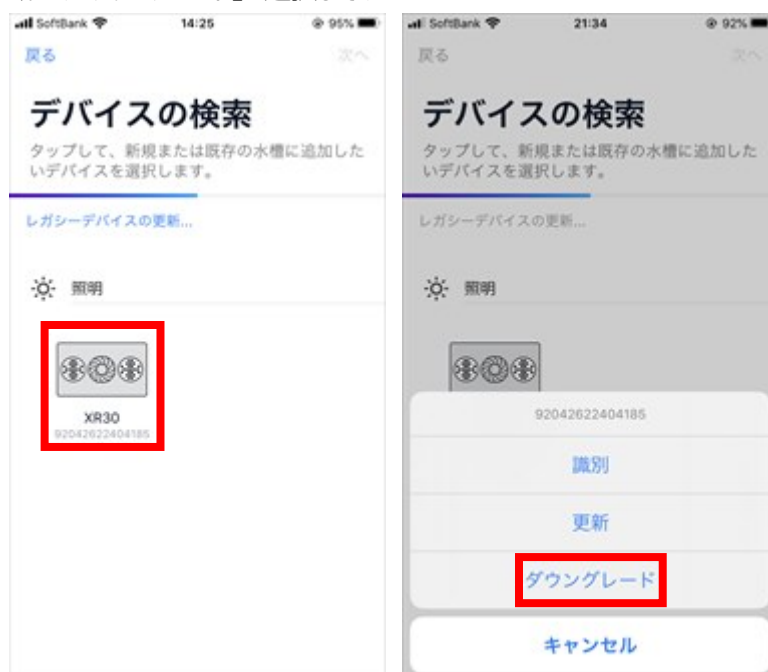 SoftBank 14:25 95%
戻る 次へ
デバイスの検索
タップして、新規または既存の水槽に追加した
いデバイスを選択します。
レガシーデバイスの更新...
照明
XR30
92042622404185
SoftBank 21:34 92%
戻る 次へ
デバイスの検索
タップして、新規または既存の水槽に追加した
いデバイスを選択します。
レガシーデバイスの更新...
照明
92042622404185
識別
更新
ダウングレード
キャンセル